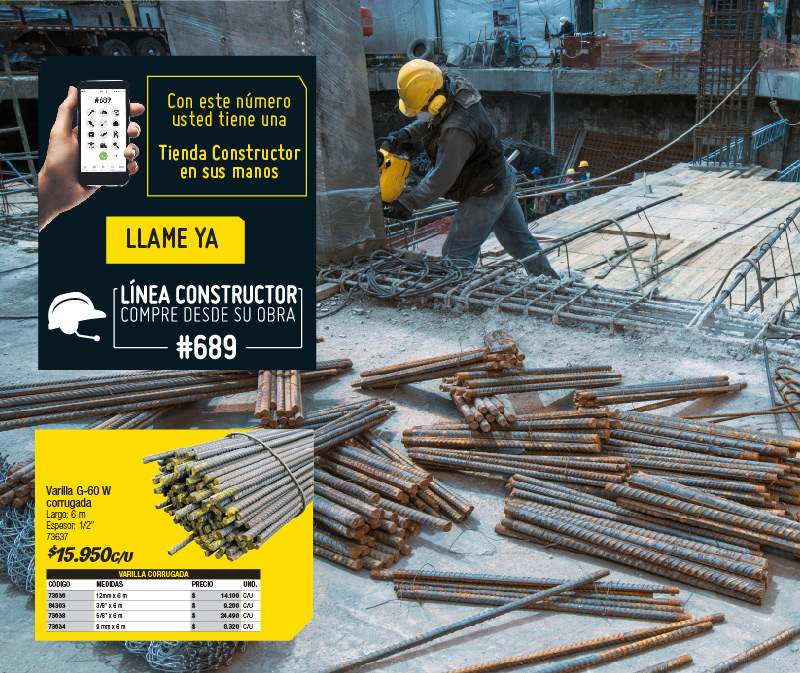 #689
Con este número
usted tiene una
Tienda Constructor
en sus manos
LLAME YA
LÍNEA CONSTRUCTOR
COMPRE DESDE SU OBRA
#689
Varilla G-60 W
corrugada
Largo: 6 m
Espesor: 1/2"
73637
$15.950C/U
VARILLA CORRUGADA
CÓDIGO MEDIDAS PRECIO UND.
73636 12mm x 6 m $ 14.100 C/U
84303 3/8" x 6 m $ 9.200 C/U
73638 5/8" x 6 m $ 24.490 C/U
73634 9 mm x 6 m $ 8.320 C/U